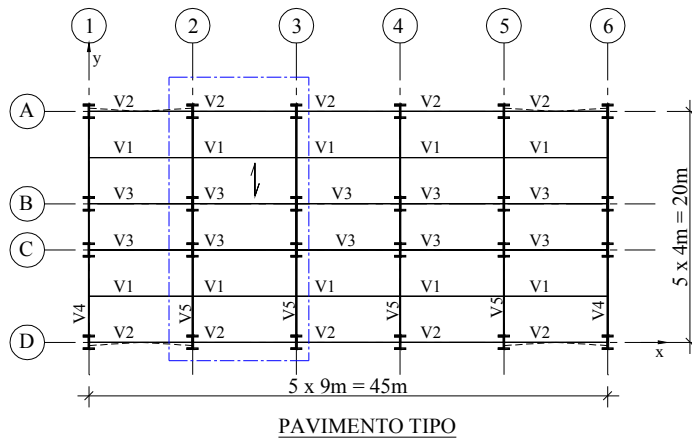 1 2 3 4 5 6
y
A V2 V2 V2 V2 V2
V1 V1 V1 V1 V1
B V3 V3 V3 V3 V3
C V3 V3 V3 V3 V3
V1 V1 V1 V1 V1
V4 V5 V5 V5 V5 V4
D V2 V2 V2 V2 V2
x
5 x 4m = 20m
5 x 9m = 45m
PAVIMENTO TIPO